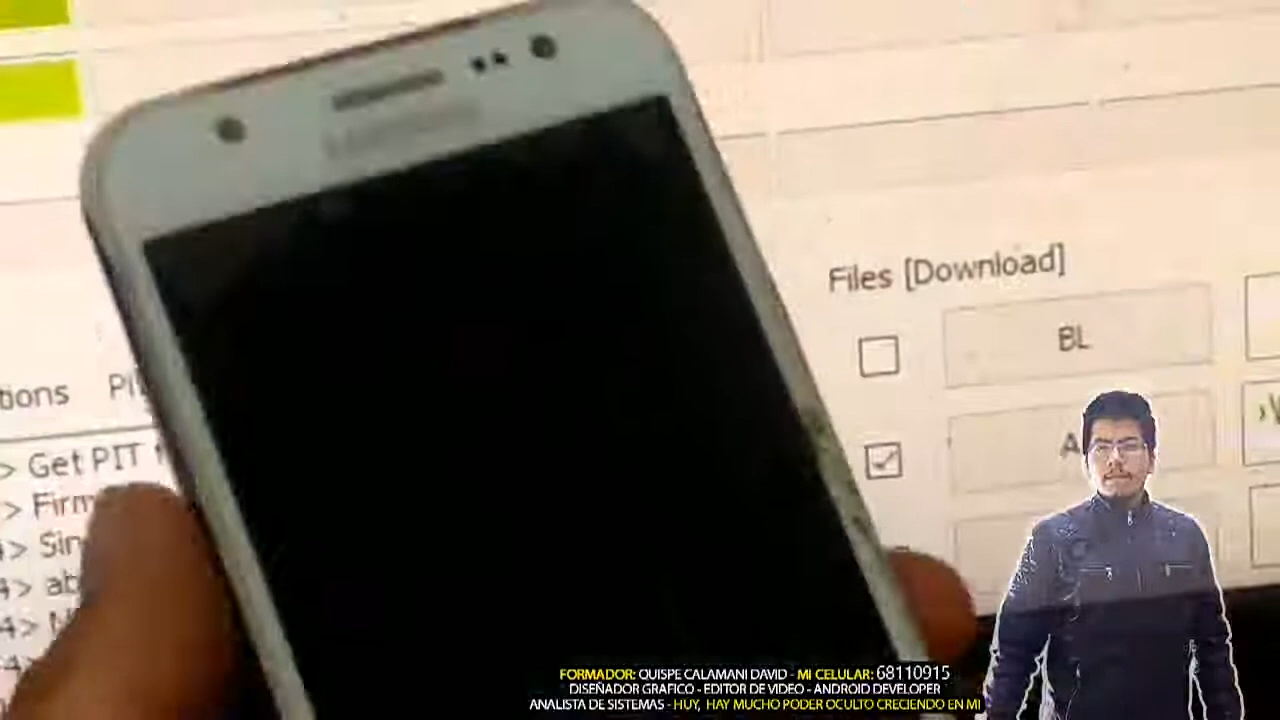 Files [Download]
BL
tions
> Get PIT
> Firm
> Sin
FORMADOR: QUISPE CALAMANI DAVID - MI CELULAR: 68110915
DISEÑADOR GRAFICO - EDITOR DE VIDEO - ANDROID DEVELOPER
ANALISTA DE SISTEMAS - HUY, HAY MUCHO PODER OCULTO CRECIENDO EN MI